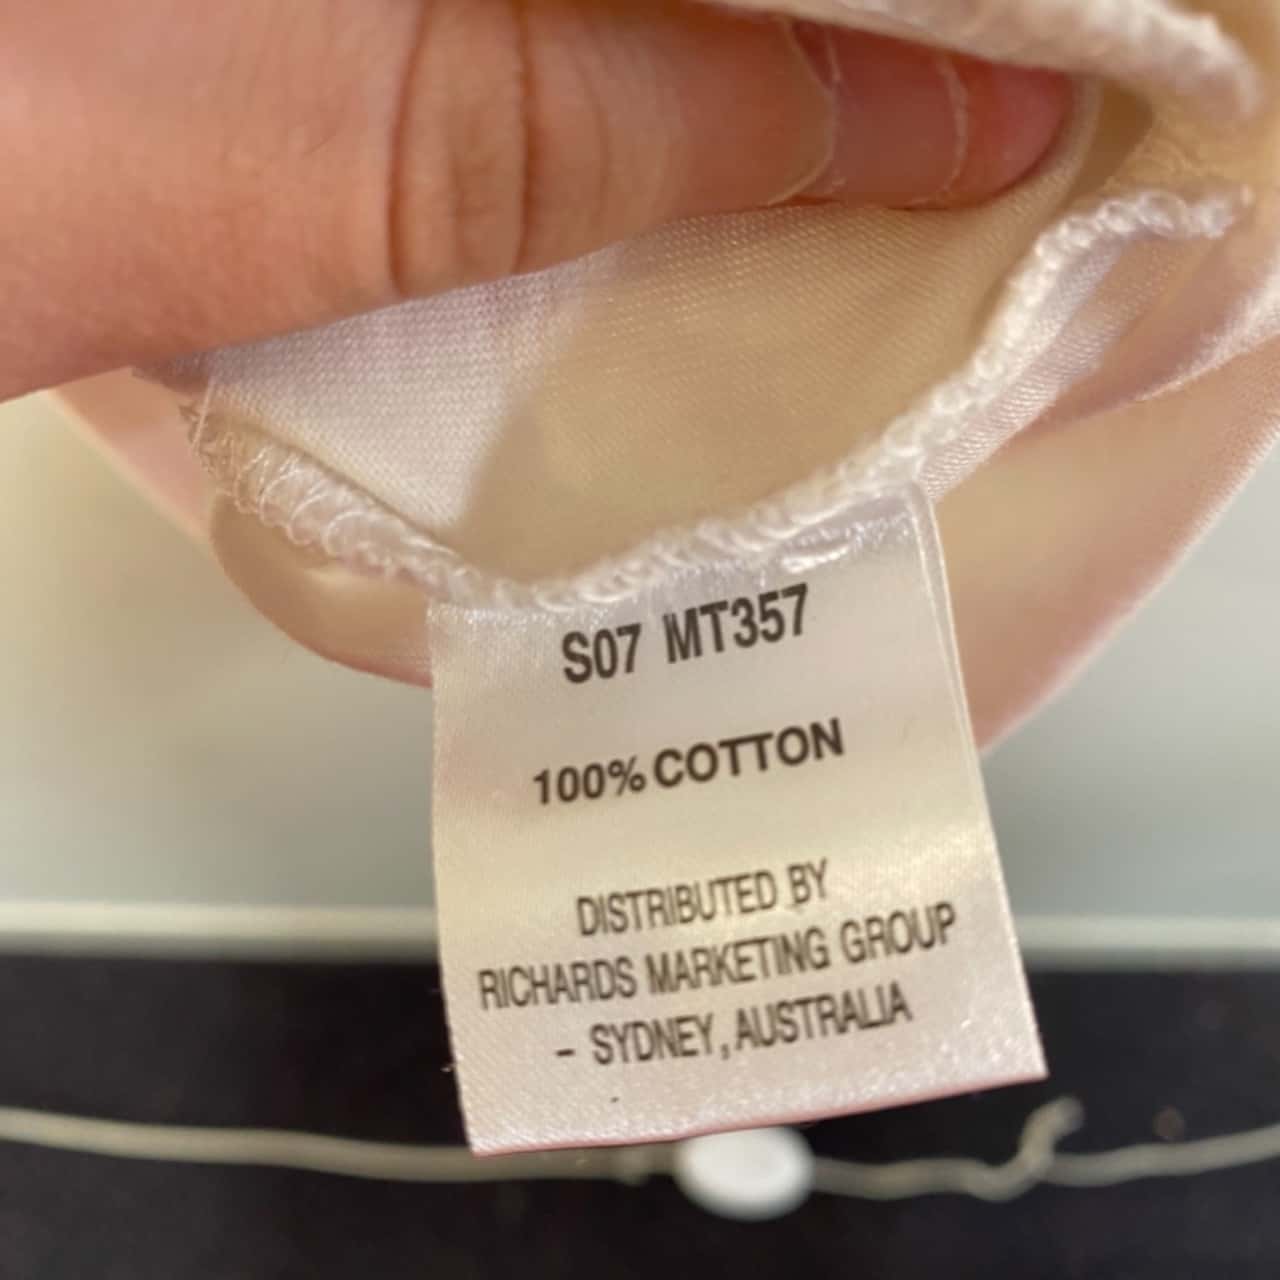 S07 MT357
100% COTTON
DISTRIBUTED BY
RICHARDS MARKETING GROUP
- SYDNEY, AUSTRALIA